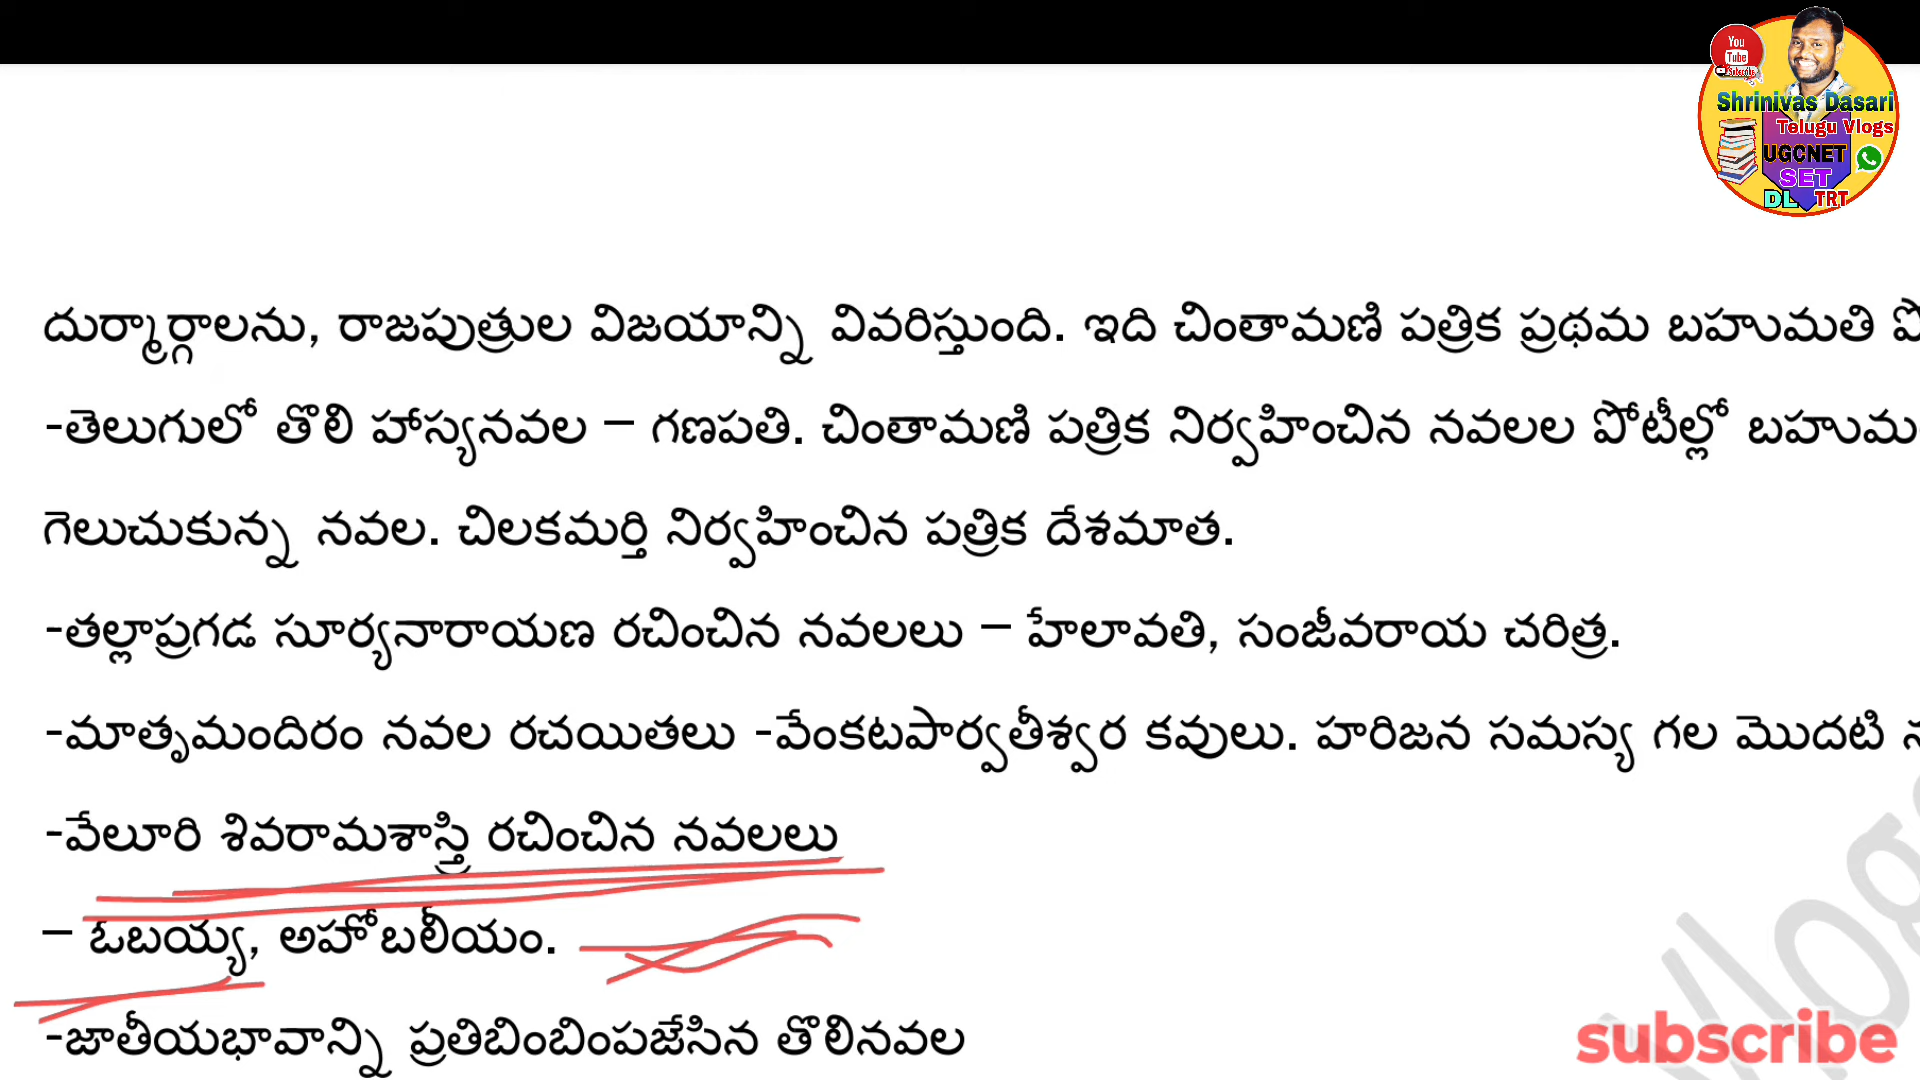 You
Tube
Subscribe
Shrinivas Dasari
Telugu Vlogs
UGCNET
SET
DL TRT
దుర్మార్గాలను, రాజపుత్రుల విజయాన్ని వివరిస్తుంది. ఇది చింతామణి పత్రిక ప్రథమ బహుమతి
-తెలుగులో తొలి హాస్యనవల – గణపతి. చింతామణి పత్రిక నిర్వహించిన నవలల పోటీల్లో
గెలుచుకున్న నవల. చిలకమర్తి నిర్వహించిన పత్రిక దేశమాత.
-తల్లాప్రగడ సూర్యనారాయణ రచించిన నవలలు – హేలావతి, సంజీవరాయ చరిత్ర.
-మాతృమందిరం నవల రచయితలు -వేంకటపార్వతీశ్వర కవులు. హరిజన సమస్య గల మొదటి
-వేలూరి శివరామశాస్త్రి రచించిన నవలలు
– ఓబయ్య, అహోబలీయం.
-జాతీయభావాన్ని ప్రతిబింబింపజేసిన తొలినవల
subscribe